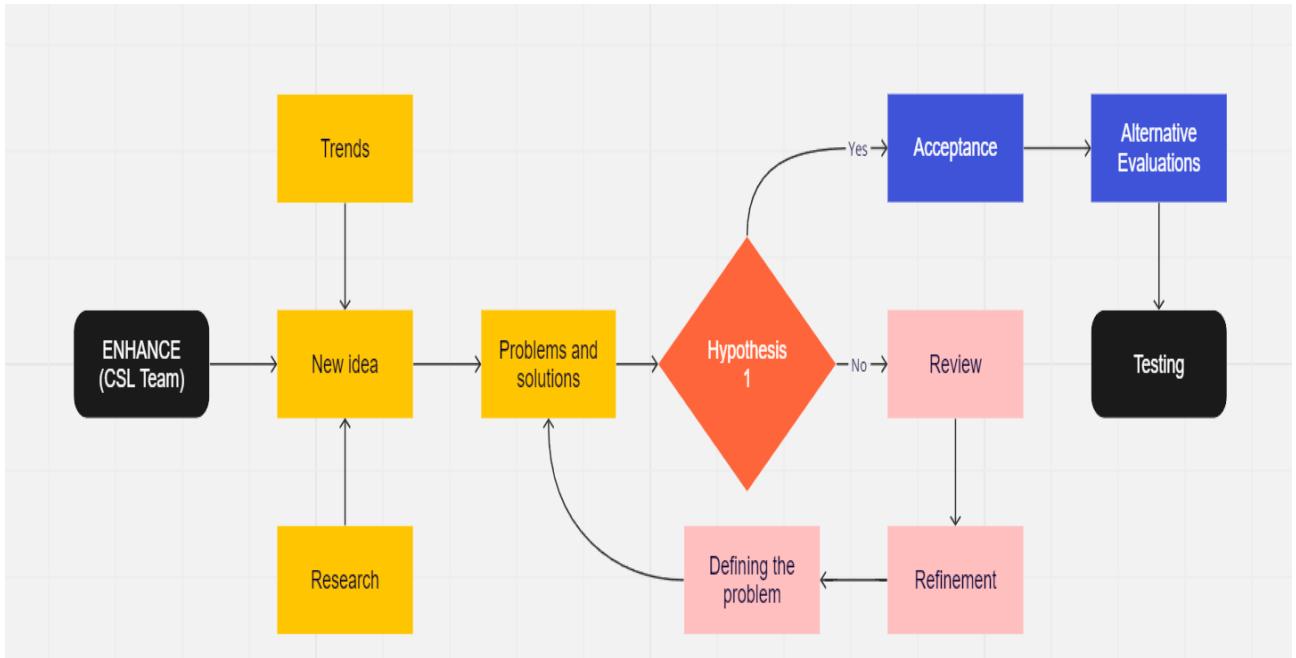 Trends
Yes
Acceptance
Alternative
Evaluations
ENHANCE
(CSL Team)
New idea
Problems and
solutions
Hypothesis
1
No
Review
Testing
Research
Defining the
problem
Refinement